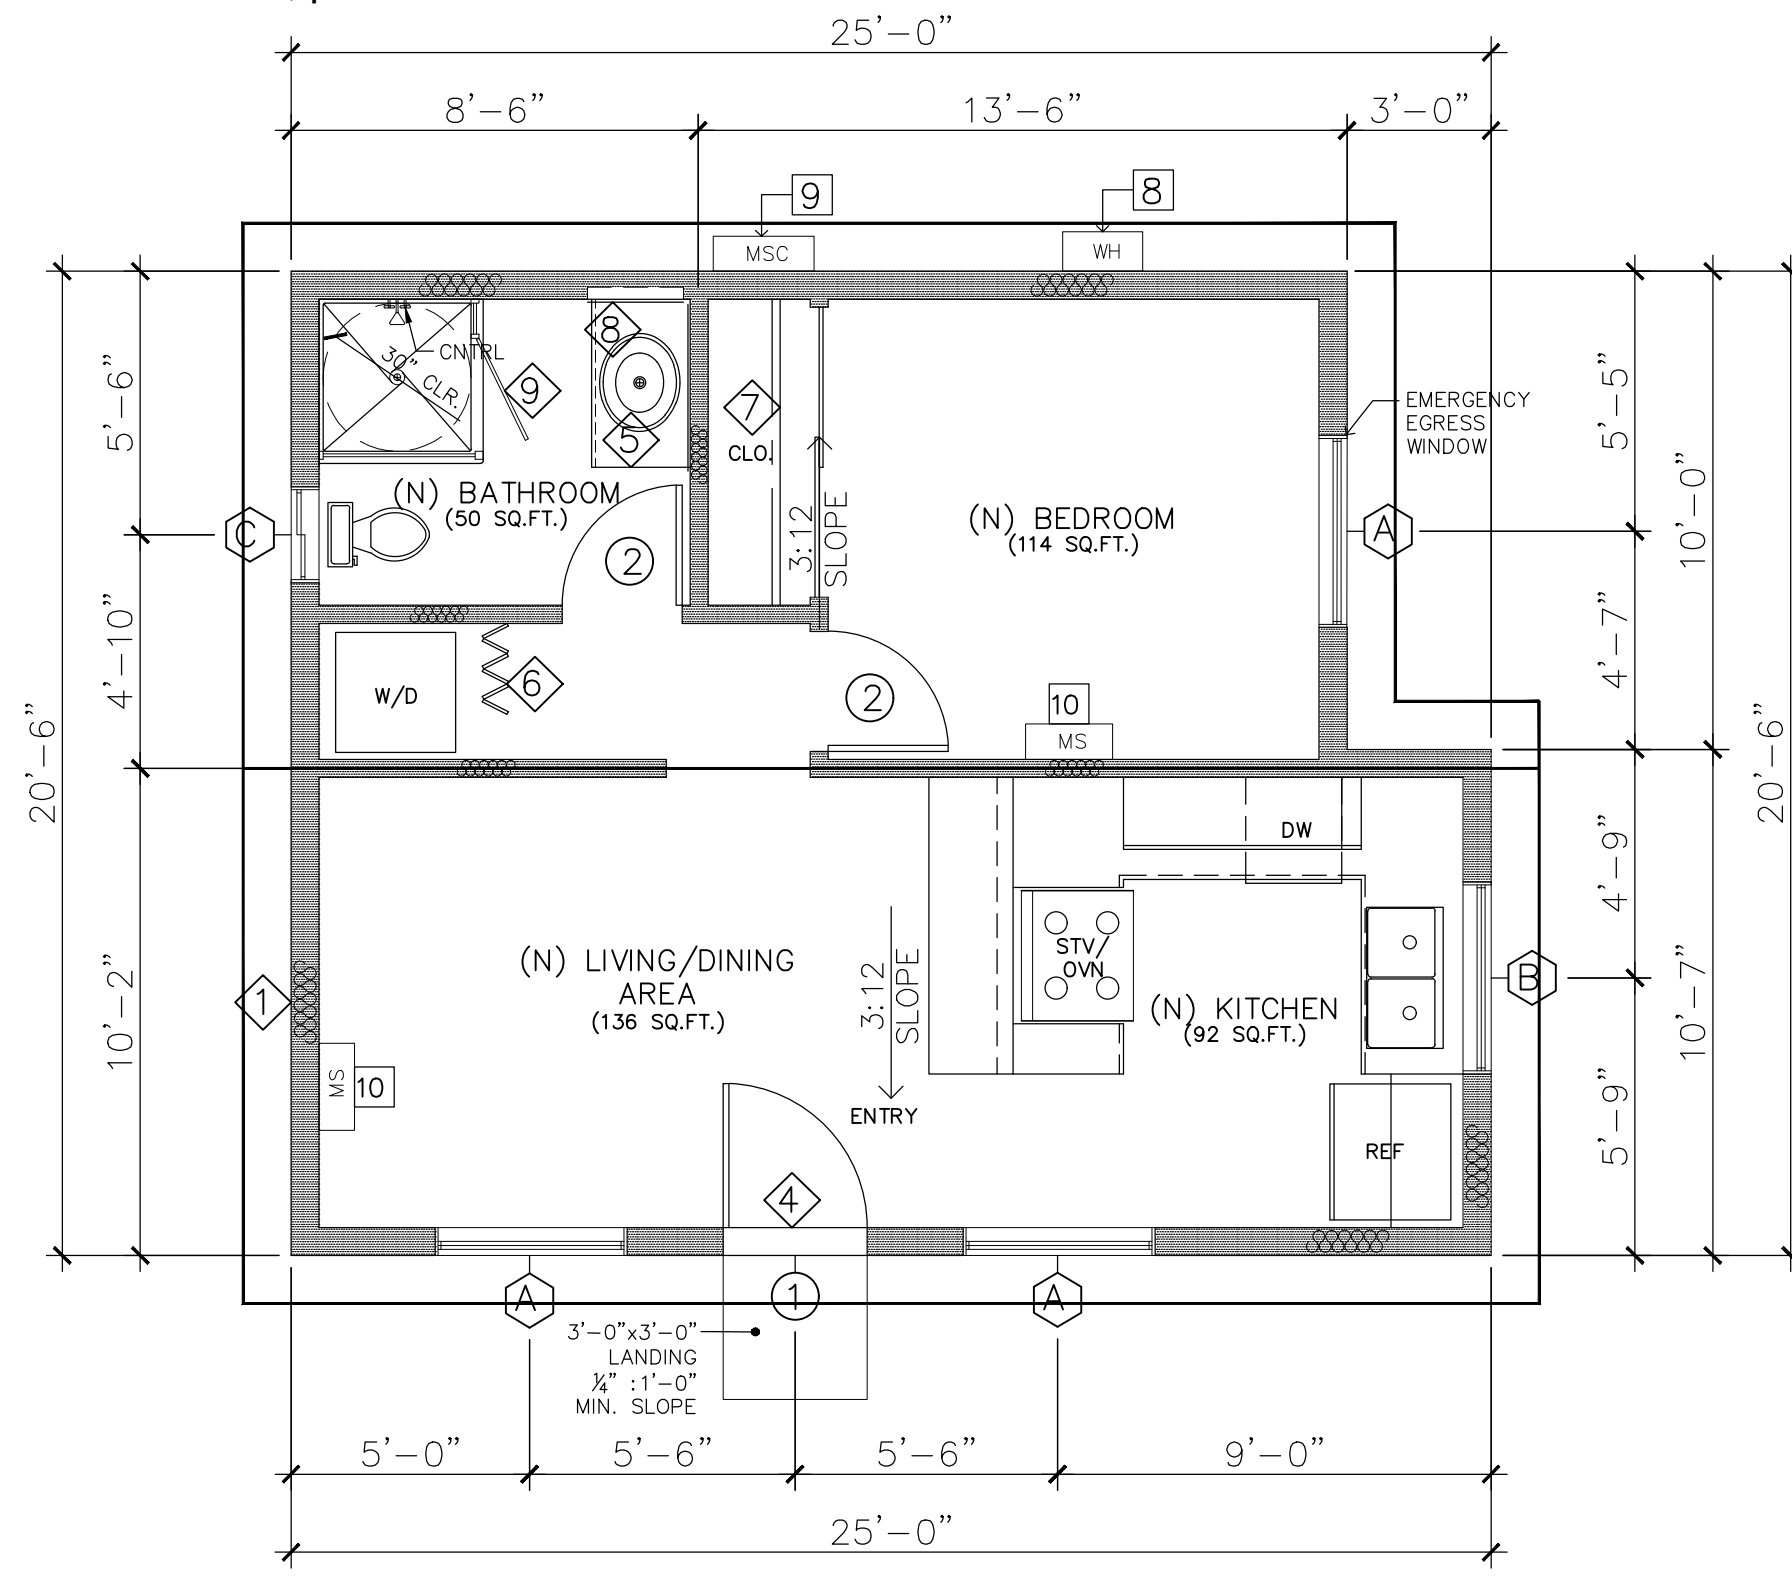 25'-0"
8'-6"
13'-6"
3'-0"
9
8
MSC
WH
8
CNTRL
30" CLR.
9
7
5
CLO.
EMERGENCY
EGRESS
WINDOW
5'-6"
5'-5"
(N) BATHROOM
(50 SQ.FT.)
3:12
SLOPE
(N) BEDROOM
(114 SQ.FT.)
10'-0"
C
A
2
4'-10"
4'-7"
W/D
6
2
10
MS
20'-6"
20'-6"
DW
4'-9"
(N) LIVING/DINING
AREA
(136 SQ.FT.)
3:12
SLOPE
STV/
OVN
(N) KITCHEN
(92 SQ.FT.)
B
1
10'-2"
10'-7"
MS
10
ENTRY
5'-9"
REF
4
A
1
A
3'-0"x3'-0"
LANDING
¼" :1'-0"
MIN. SLOPE
5'-0"
5'-6"
5'-6"
9'-0"
25'-0"